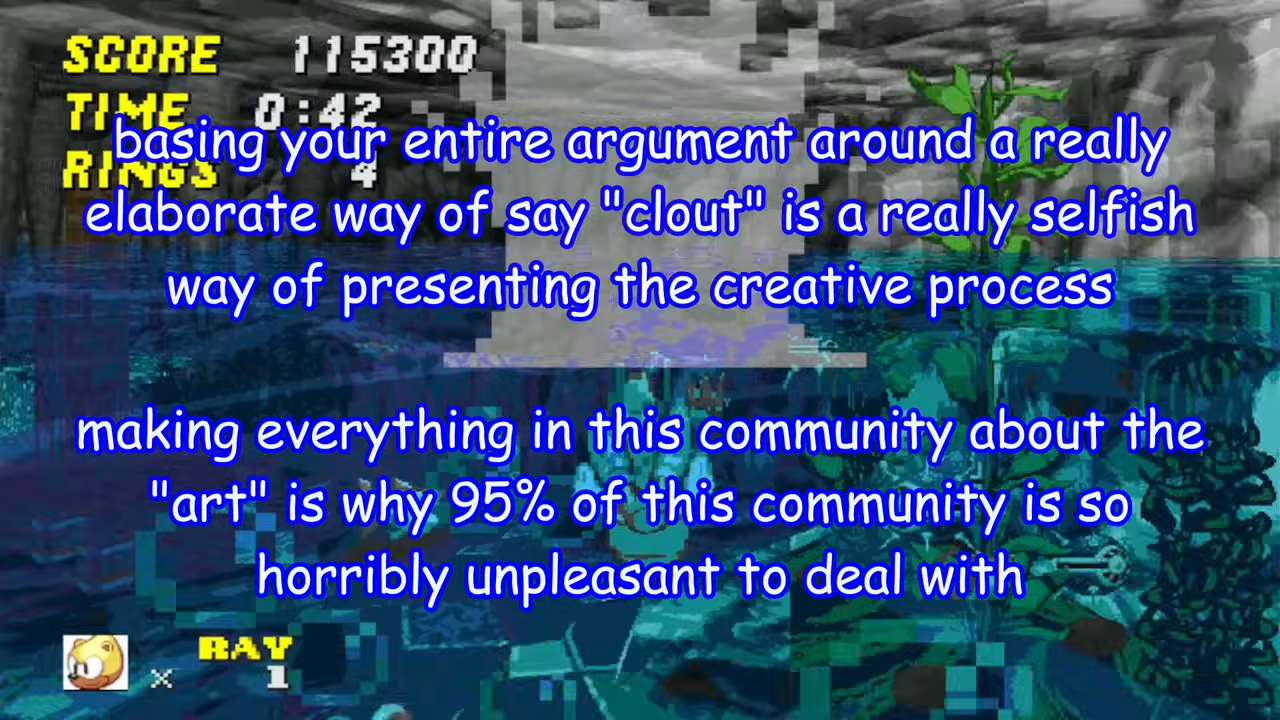 SCORE 115300
TIME 0:42
basing your entire argument around a really
RINGS 4
elaborate way of say "clout" is a really selfish
way of presenting the creative process
making everything in this community about the
"art" is why 95% of this community is so
horribly unpleasant to deal with
RAY
× 1